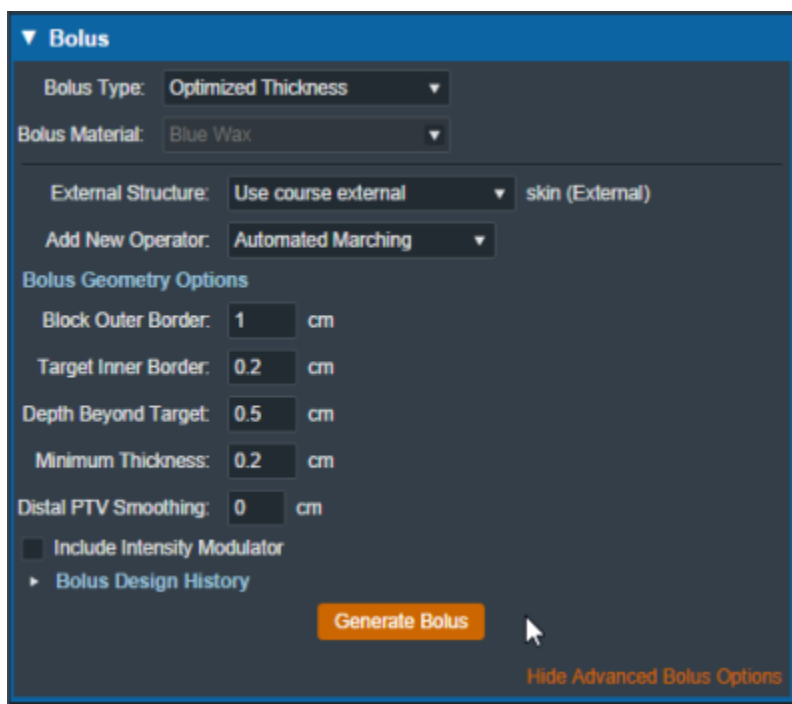 Bolus
Bolus Type: Optimized Thickness
Bolus Material: Blue Wax
External Structure: Use course external skin (External)
Add New Operator: Automated Marching
Bolus Geometry Options
Block Outer Border: 1 cm
Target Inner Border: 0.2 cm
Depth Beyond Target: 0.5 cm
Minimum Thickness: 0.2 cm
Distal PTV Smoothing: 0 cm
Include Intensity Modulator
Bolus Design History
Generate Bolus
Hide Advanced Bolus Options